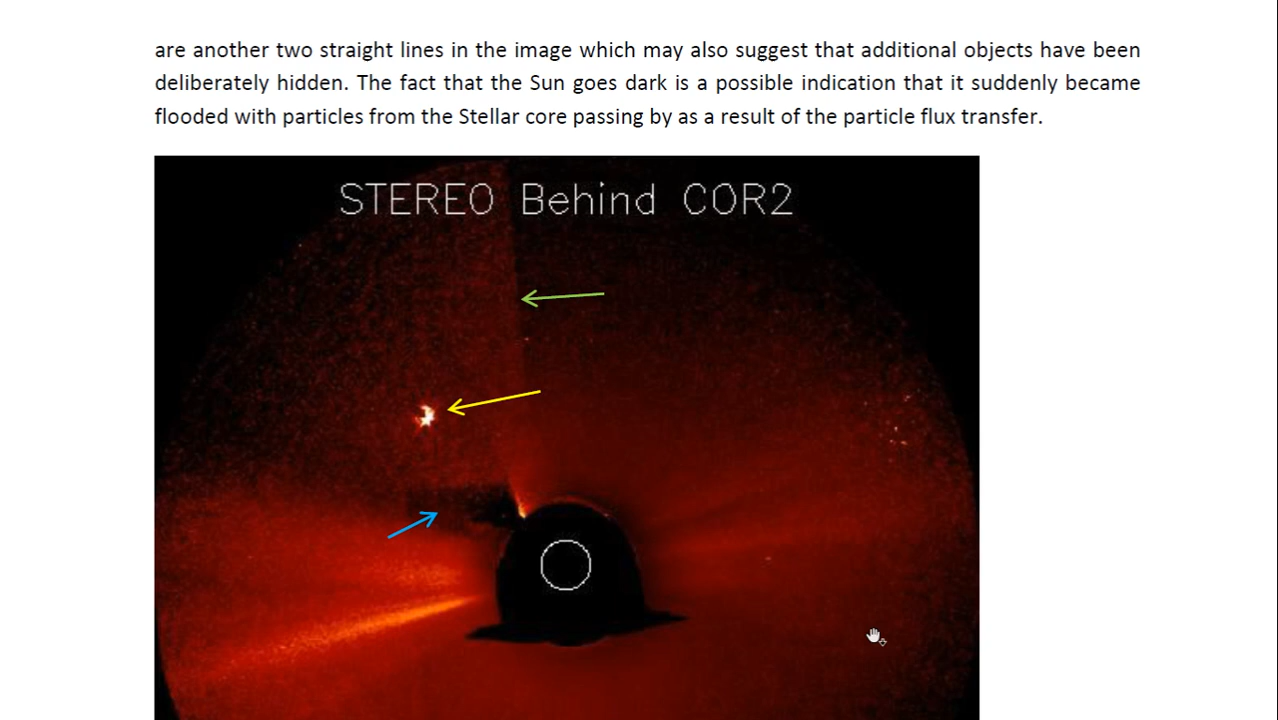 are another two straight lines in the image which may also suggest that additional objects have been
deliberately hidden. The fact that the Sun goes dark is a possible indication that it suddenly became
flooded with particles from the Stellar core passing by as a result of the particle flux transfer.
STEREO Behind COR2